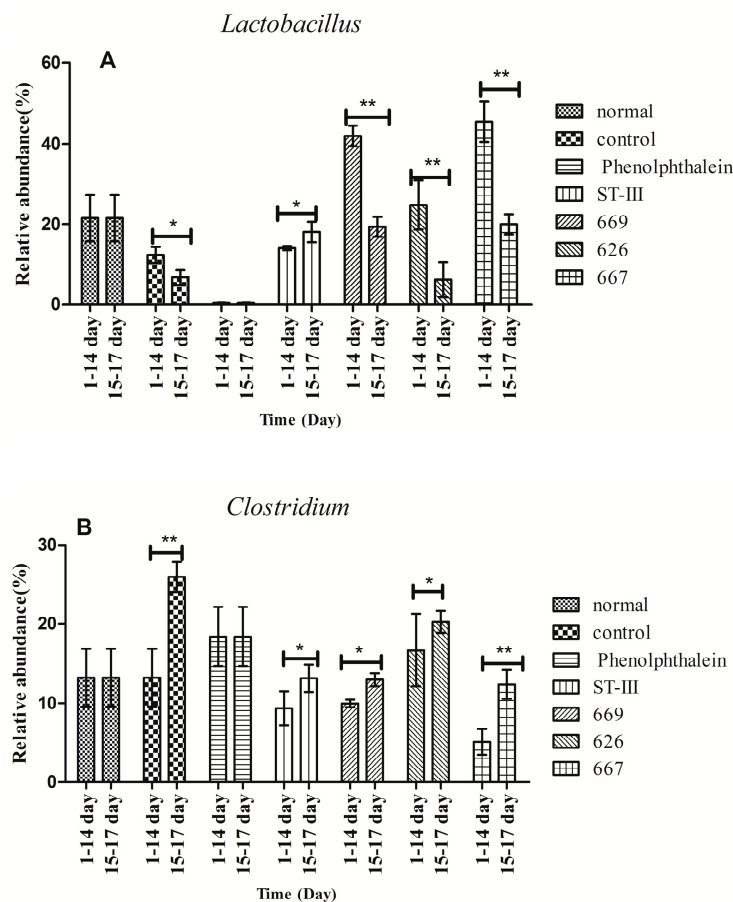 Lactobacillus
A
Relative abundance(%)
60
40
20
0
*
**
**
**
*
1-14 day
15-17 day
1-14 day
15-17 day
1-14 day
15-17 day
1-14 day
15-17 day
1-14 day
15-17 day
1-14 day
15-17 day
1-14 day
15-17 day
Time (Day)
normal
control
Phenolphthalein
ST-III
669
626
667
Clostridium
B
Relative abundance(%)
30
20
10
0
**
*
*
*
**
1-14 day
15-17 day
1-14 day
15-17 day
1-14 day
15-17 day
1-14 day
15-17 day
1-14 day
15-17 day
1-14 day
15-17 day
1-14 day
15-17 day
Time (Day)
normal
control
Phenolphthalein
ST-III
669
626
667